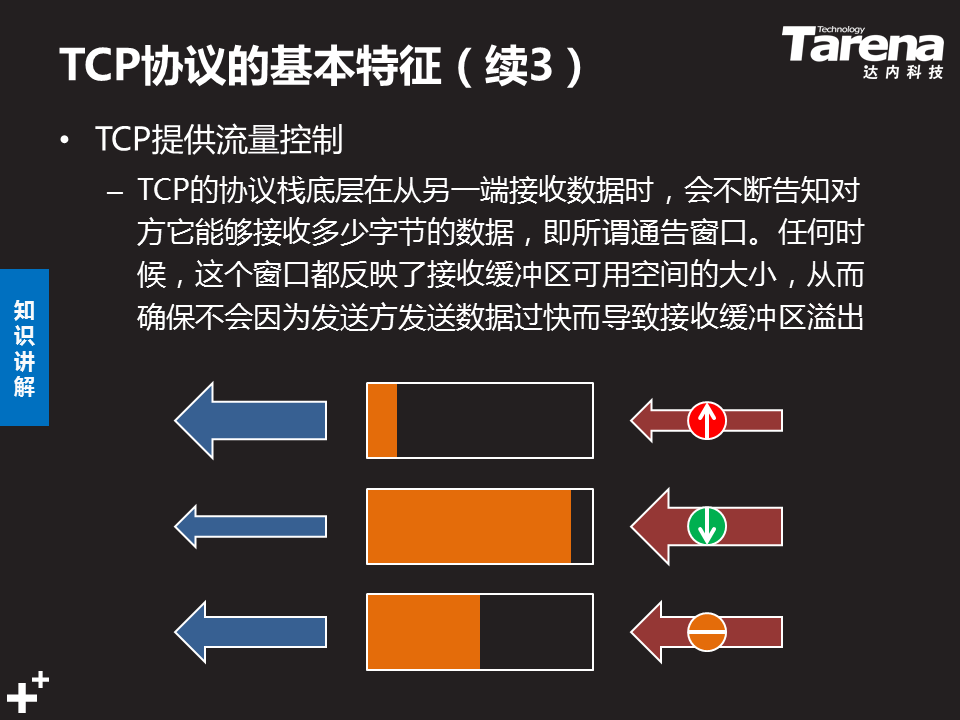 TCP协议的基本特征（续3）
Technology
Tarena
达内科技
• TCP提供流量控制
– TCP的协议栈底层在从另一端接收数据时，会不断告知对
方它能够接收多少字节的数据，即所谓通告窗口。任何时
候，这个窗口都反映了接收缓冲区可用空间的大小，从而
确保不会因为发送方发送数据过快而导致接收缓冲区溢出
知
识
讲
解